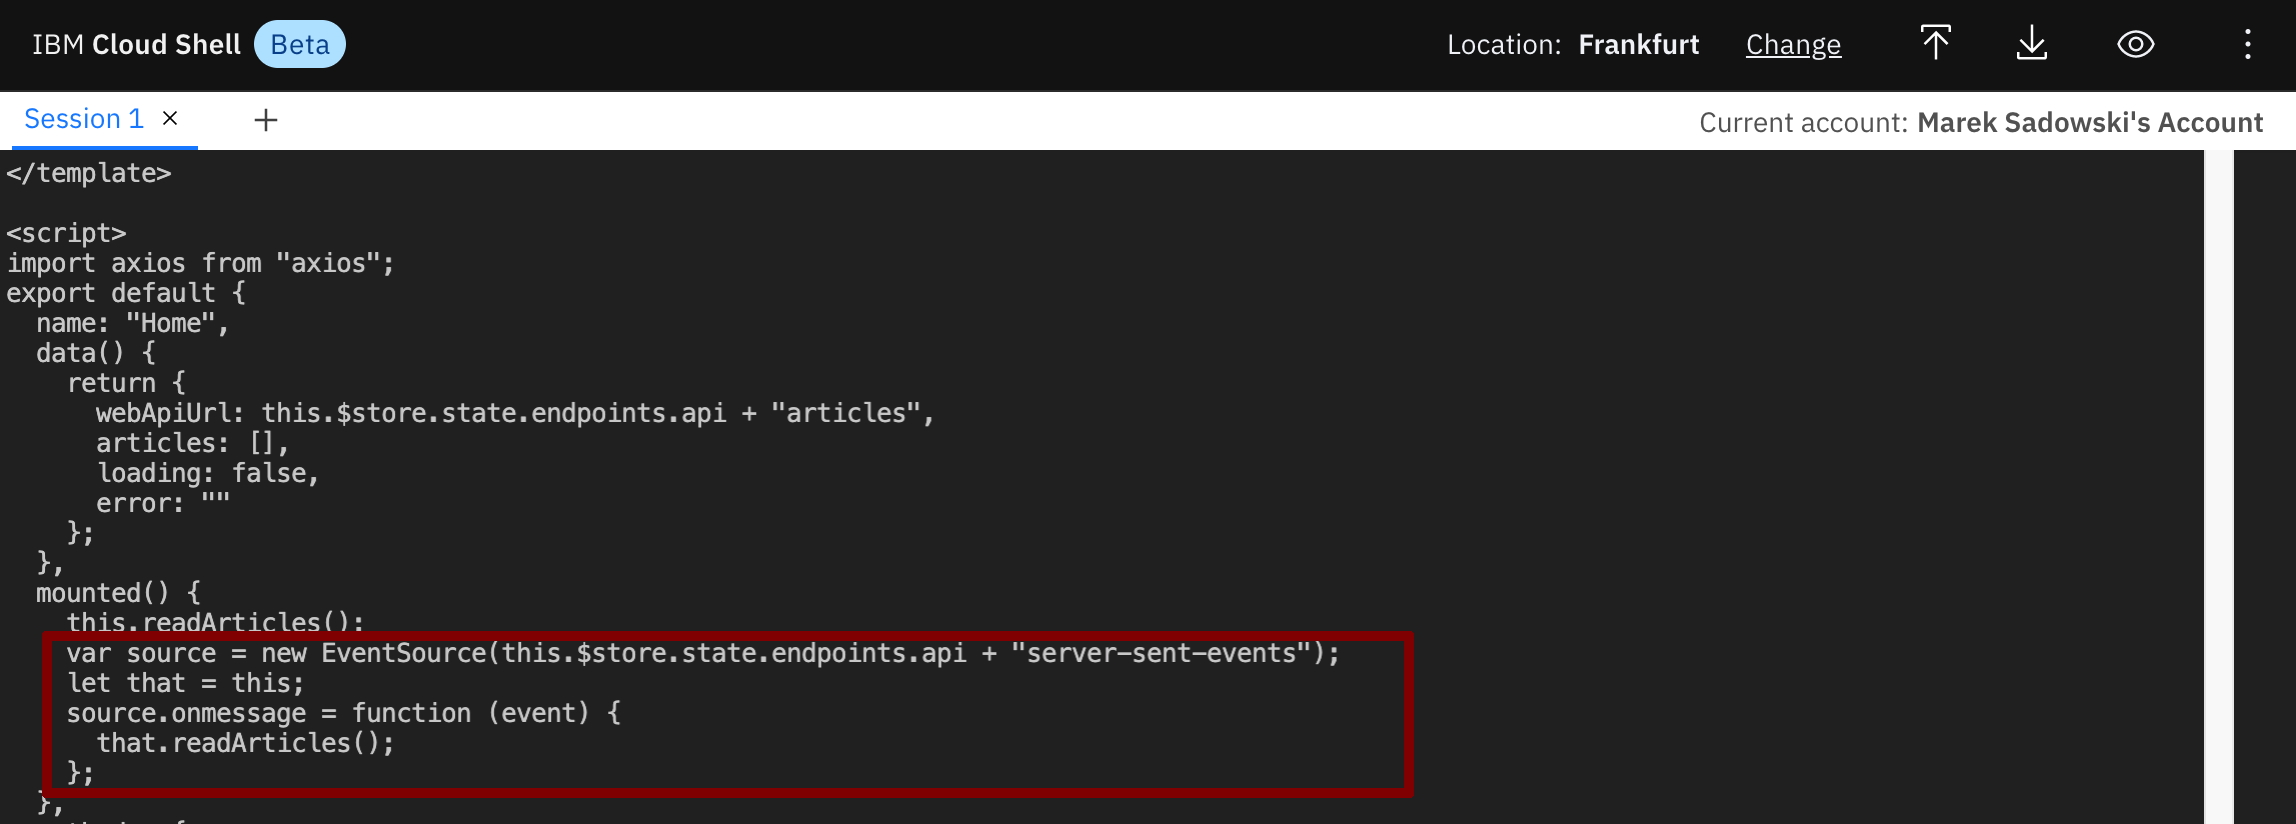 IBM Cloud Shell Beta Location: Frankfurt Change
Session 1 × + Current account: Marek Sadowski's Account
</template>
<script>
import axios from "axios";
export default {
  name: "Home",
  data() {
    return {
      webApiUrl: this.$store.state.endpoints.api + "articles",
      articles: [],
      loading: false,
      error: ""
    };
  },
  mounted() {
    this.readArticles();
    var source = new EventSource(this.$store.state.endpoints.api + "server-sent-events");
    let that = this;
    source.onmessage = function (event) {
      that.readArticles();
    };
  },